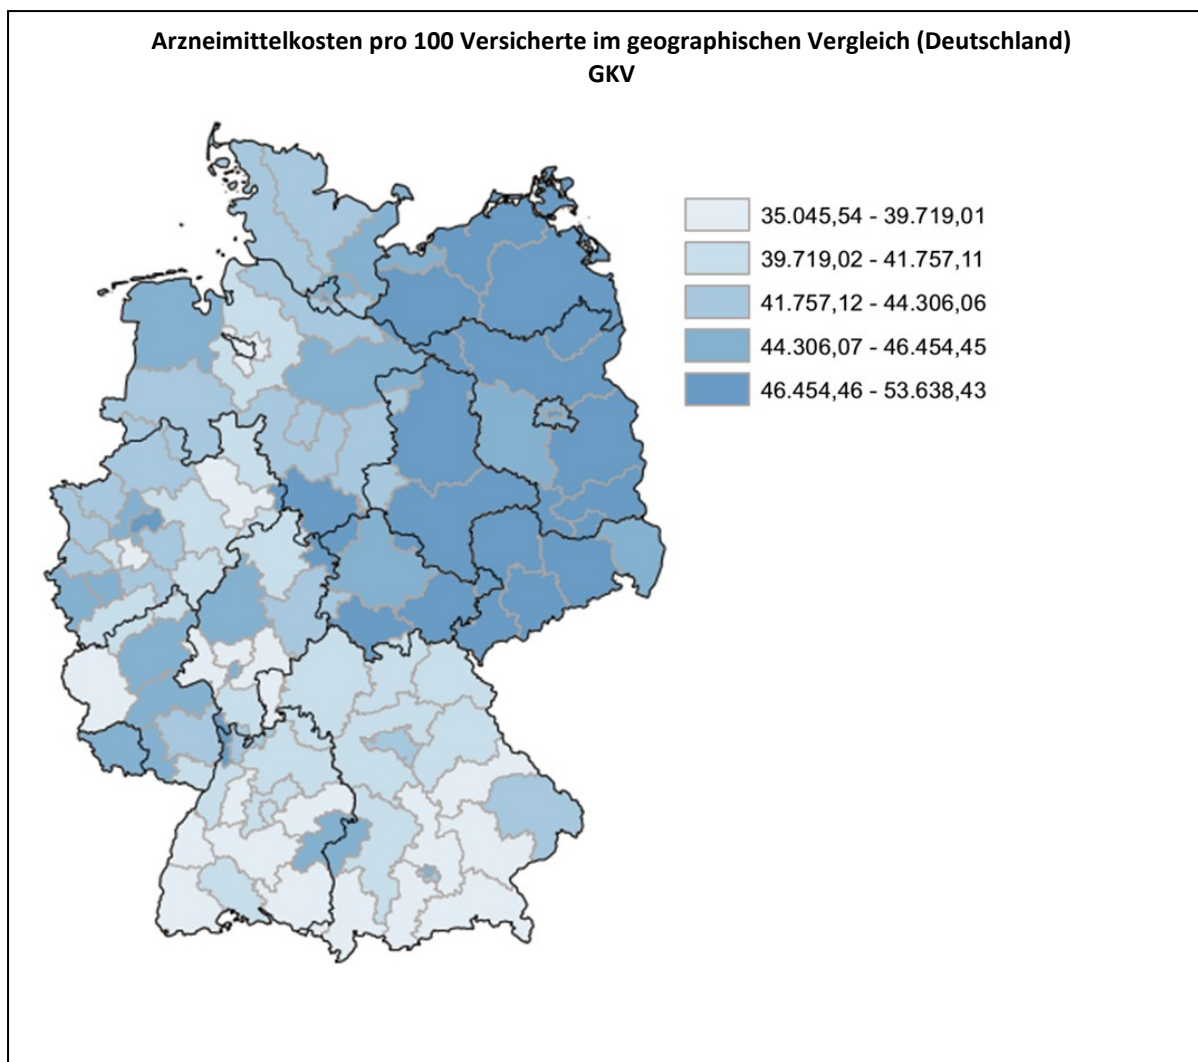 Arzneimittelkosten pro 100 Versicherte im geographischen Vergleich (Deutschland)
GKV
35.045,54 - 39.719,01
39.719,02 - 41.757,11
41.757,12 - 44.306,06
44.306,07 - 46.454,45
46.454,46 - 53.638,43